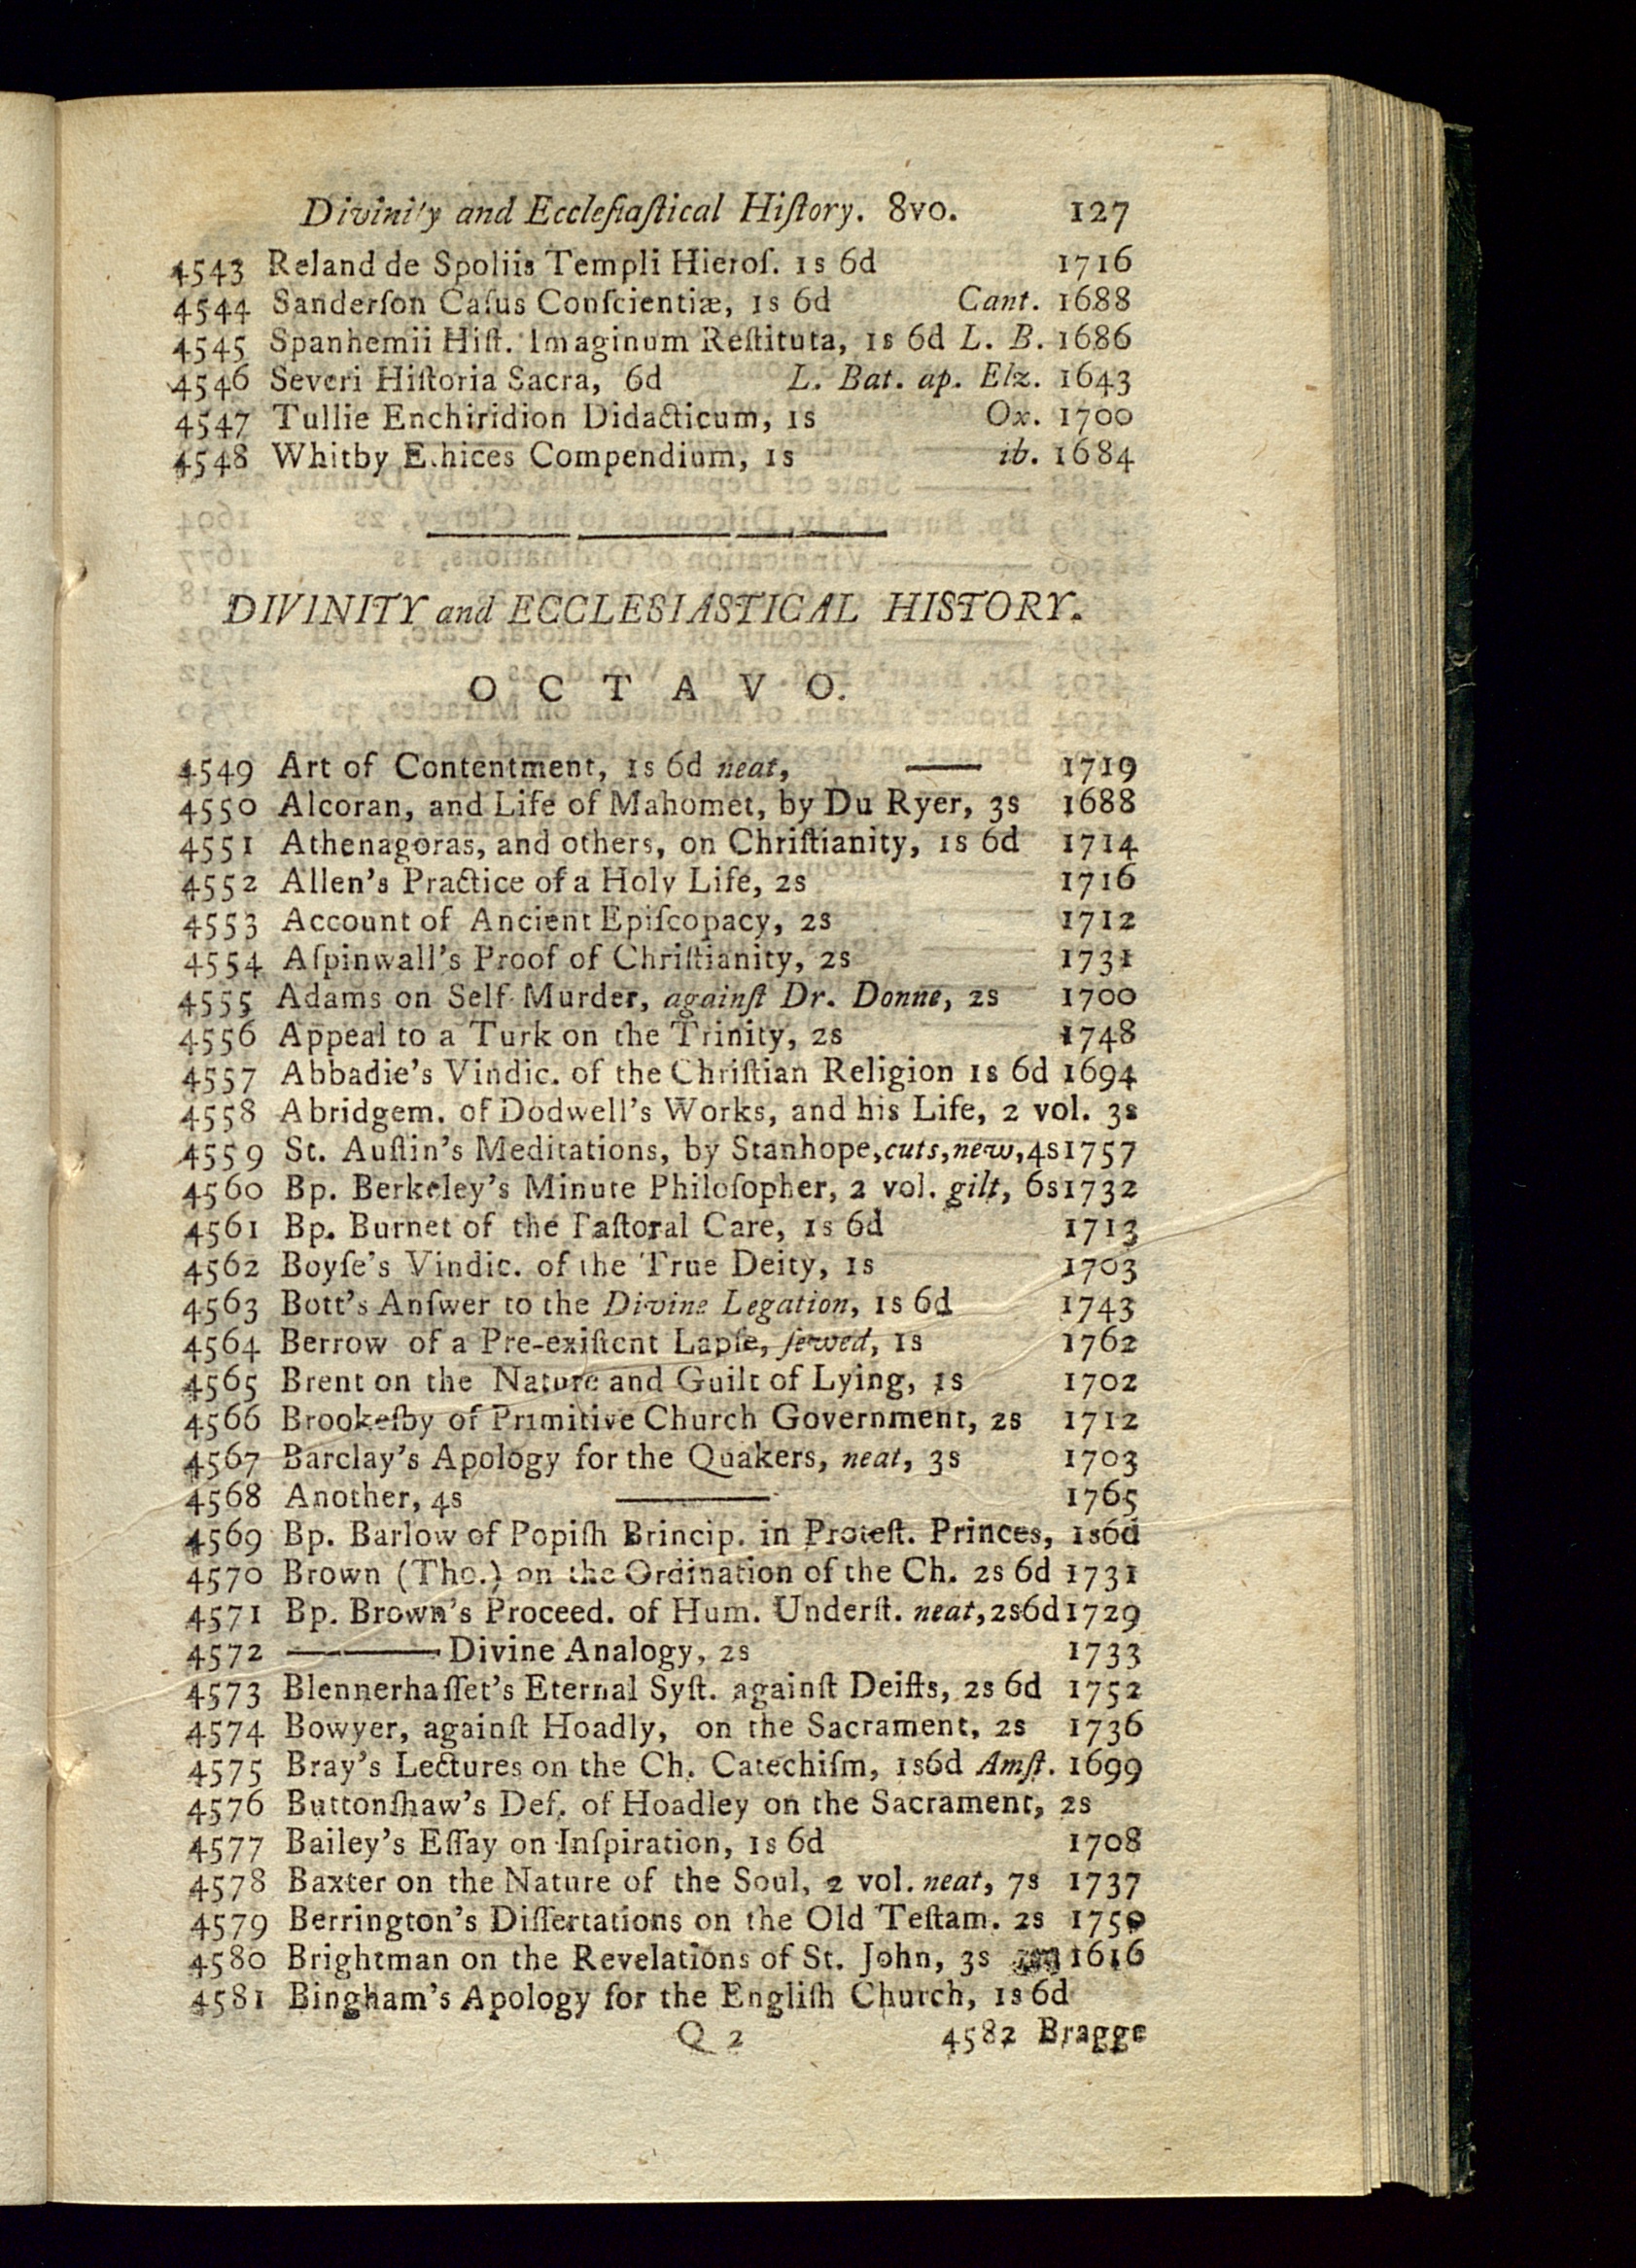 Divinity and Eccleſiaſtical Hiſtory. 8vo. 127
4543 Reland de Spoliis Templi Hieroſ. 1s 6d 1716
4544 Sanderſon Caſus Conſcientiæ, 1s 6d Cant. 1688
4545 Spanhemii Hiſt. Imaginum Reſtituta, 1s 6d L. B. 1686
4546 Severi Hiſtoria Sacra, 6d L. Bat. ap. Elz. 1643
4547 Tullie Enchiridion Didacticum, 1s Ox. 1700
4548 Whitby Ethices Compendium, 1s ib. 1684
DIVINITY and ECCLESIASTICAL HISTORY.
OCTAVO.
4549 Art of Contentment, 1s 6d neat, —— 1719
4550 Alcoran, and Life of Mahomet, by Du Ryer, 3s 1688
4551 Athenagoras, and others, on Chriſtianity, 1s 6d 1714
4552 Allen's Practice of a Holy Life, 2s 1716
4553 Account of Ancient Epiſcopacy, 2s 1712
4554 Aſpinwall's Proof of Chriſtianity, 2s 1731
4555 Adams on Self-Murder, againſt Dr. Donne, 2s 1700
4556 Appeal to a Turk on the Trinity, 2s 1748
4557 Abbadie's Vindic. of the Chriſtian Religion 1s 6d 1694
4558 Abridgem. of Dodwell's Works, and his Life, 2 vol. 3s
4559 St. Auſtin's Meditations, by Stanhope, cuts, new, 4s 1757
4560 Bp. Berkeley's Minute Philoſopher, 2 vol. gilt, 6s 1732
4561 Bp. Burnet of the Paſtoral Care, 1s 6d 1713
4562 Boyſe's Vindic. of the True Deity, 1s 1703
4563 Bott's Anſwer to the Divine Legation, 1s 6d 1743
4564 Berrow of a Pre-exiſtent Lapſe, ſewed, 1s 1762
4565 Brent on the Nature and Guilt of Lying, 1s 1702
4566 Brookeſby of Primitive Church Government, 2s 1712
4567 Barclay's Apology for the Quakers, neat, 3s 1703
4568 Another, 4s —— 1765
4569 Bp. Barlow of Popiſh Brincip. in Proteſt. Princes, 1s6d
4570 Brown (Tho.) on the Ordination of the Ch. 2s 6d 1731
4571 Bp. Brown's Proceed. of Hum. Underſt. neat, 2s6d 1729
4572 —— Divine Analogy, 2s 1733
4573 Blennerhaſſet's Eternal Syſt. againſt Deiſts, 2s 6d 1752
4574 Bowyer, againſt Hoadly, on the Sacrament, 2s 1736
4575 Bray's Lectures on the Ch. Catechiſm, 1s6d Amſt. 1699
4576 Buttonſhaw's Def. of Hoadley on the Sacrament, 2s
4577 Bailey's Eſſay on Inſpiration, 1s 6d 1708
4578 Baxter on the Nature of the Soul, 2 vol. neat, 7s 1737
4579 Berrington's Diſſertations on the Old Teſtam. 2s 1750
4580 Brightman on the Revelations of St. John, 3s 1616
4581 Bingham's Apology for the Engliſh Church, 1s 6d
Q 2 4582 Bragge